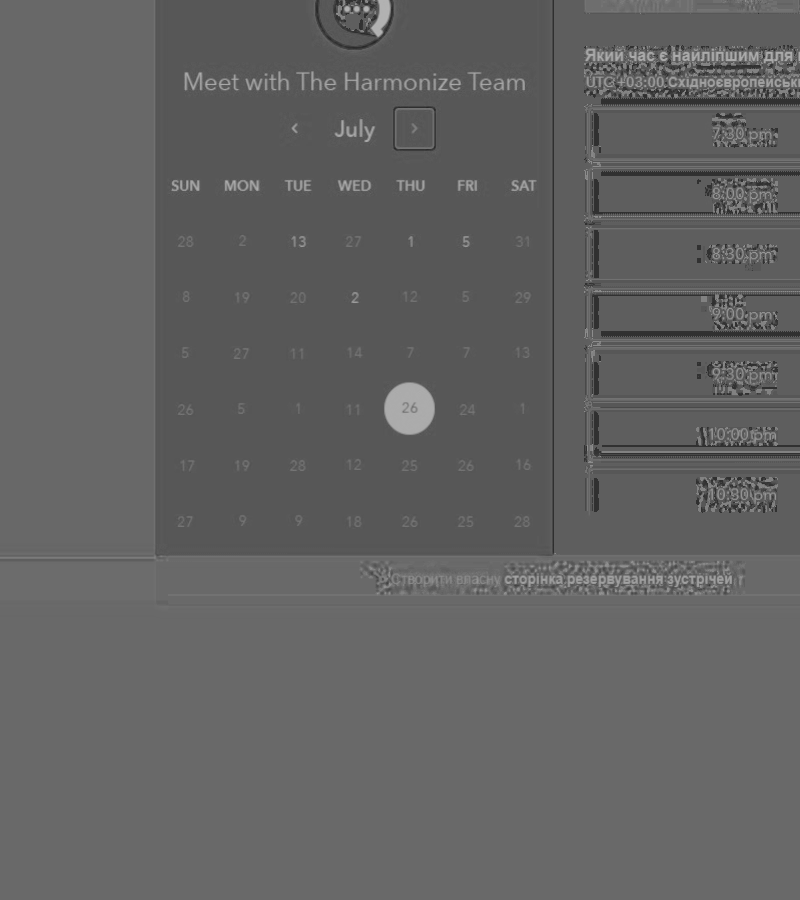 Meet with The Harmonize Team
July
SUN MON TUE WED THU FRI SAT
28 2 13 27 1 5 31
8 19 20 2 12 5 29
5 27 11 14 7 7 13
26 5 1 11 26 24 1
17 19 28 12 25 26 16
27 9 9 18 26 25 28
Який час є найліпшим для
UTC +03:00 Східноєвропейськ
7:30 pm
8:00 pm
8:30 pm
9:00 pm
9:30 pm
10:00 pm
10:30 pm
Створити власну сторінка резервування зустрічей